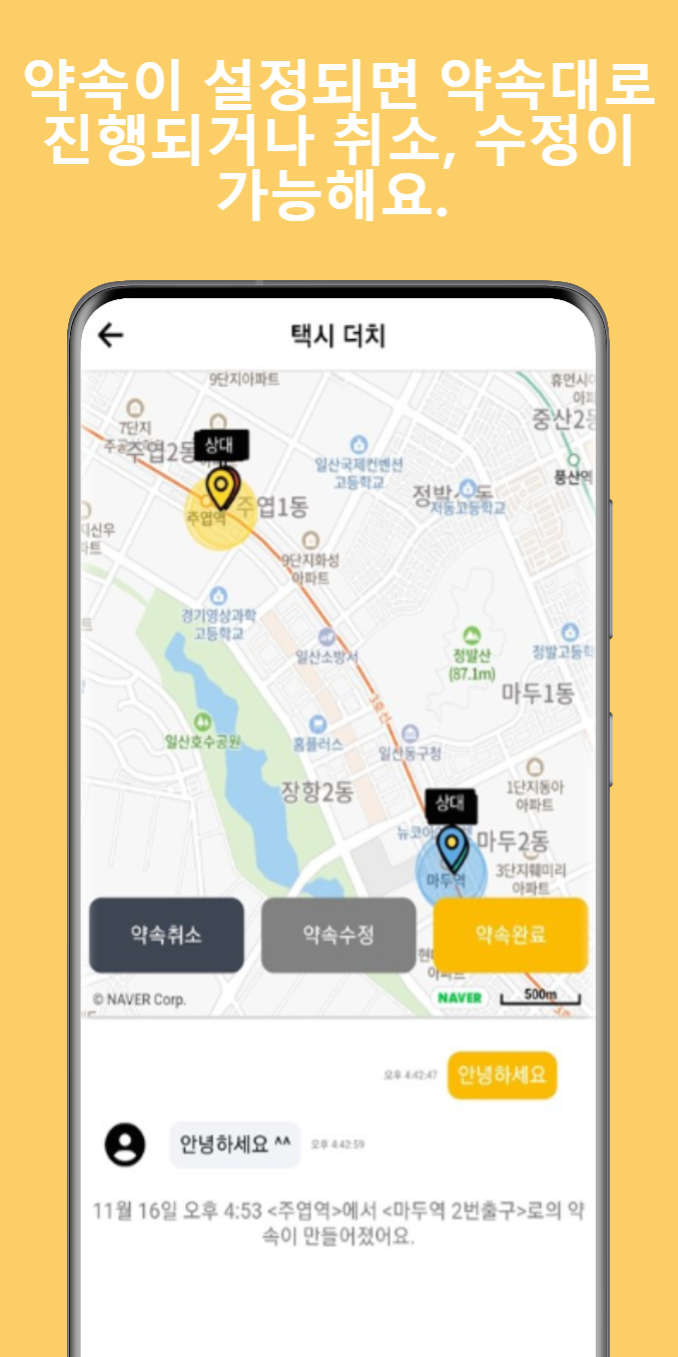 약속이 설정되면 약속대로
진행되거나 취소, 수정이
가능해요.
택시 더치
9단지아파트
휴먼시아
7단지
중산2동
상대
주엽2동
일산국제컨벤션
고등학교
풍산역
정발산동
저동고등학교
주엽역
주엽1동
9단지화성
아파트
경기영상과학
고등학교
일산소방서
정발산
(87.1m)
정발고등학
마두1동
3호선
일산호수공원
홈플러스
일산동구청
장항2동
1단지동아
아파트
상대
마두2동
마두역
3단지훼미리
아파트
약속취소
약속수정
약속완료
© NAVER Corp.
NAVER
500m
오후 4:42:47
안녕하세요
안녕하세요 ^^
오후 4:42:59
11월 16일 오후 4:53 <주엽역>에서 <마두역 2번출구>로의 약
속이 만들어졌어요.